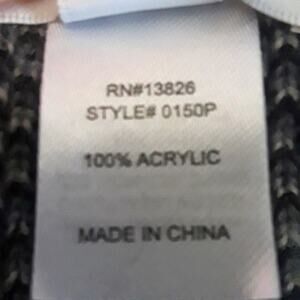 RN#13826
STYLE# 0150P
100% ACRYLIC
MADE IN CHINA